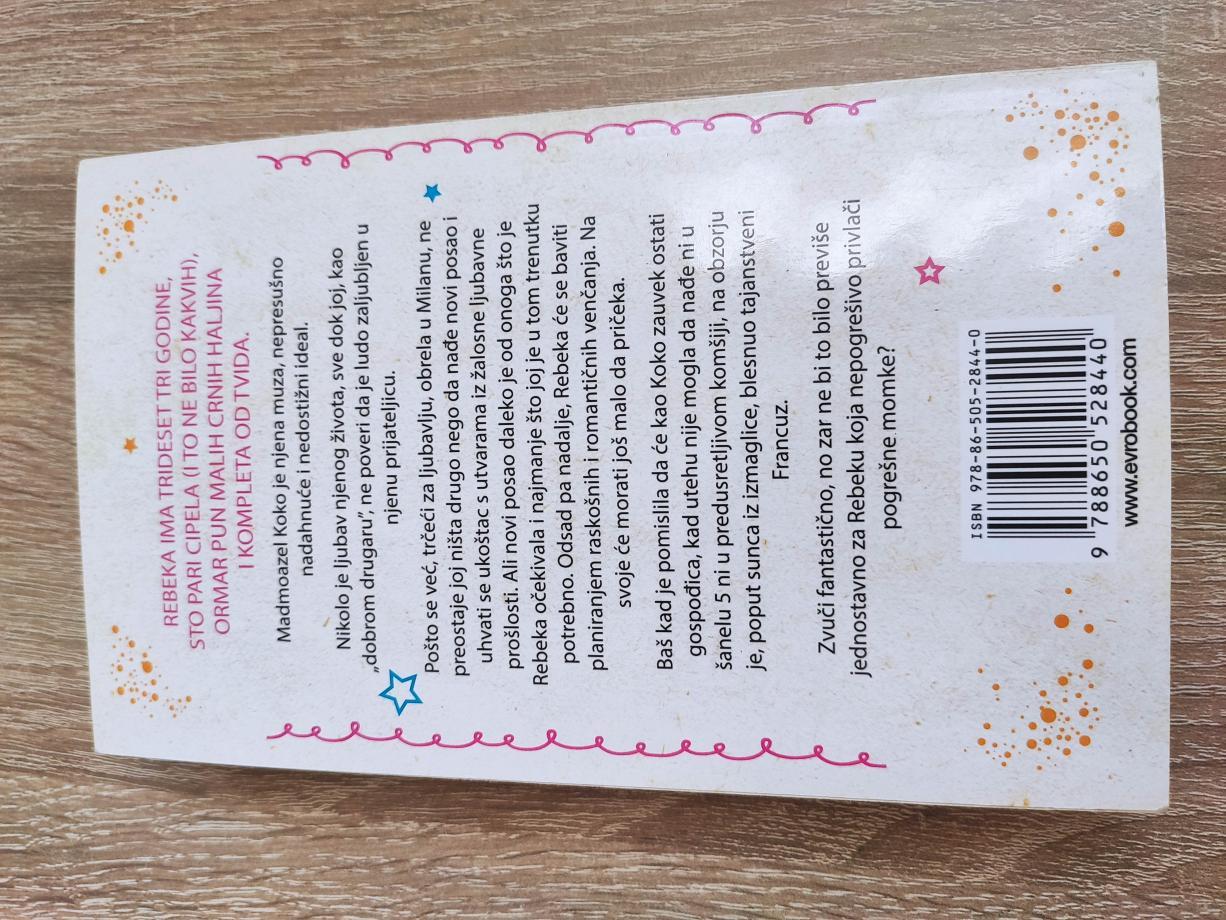 REBEKA IMA TRIDESET TRI GODINE,
STO PARI CIPELA (I TO NE BILO KAKVIH),
ORMAR PUN MALIH CRNIH HALJINA
I KOMPLETA OD TVIDA.
Madmoazel Koko je njena muza, nepresušno
nadahnuće i nedostižni ideal.
Nikolo je ljubav njenog života, sve dok joj, kao
„dobrom drugaru”, ne poveri da je ludo zaljubljen u
njenu prijateljicu.
Pošto se već, trčeći za ljubavlju, obrela u Milanu, ne
preostaje joj ništa drugo nego da nađe novi posao i
uhvati se ukoštac s utvarama iz žalosne ljubavne
prošlosti. Ali novi posao daleko je od onoga što je
Rebeka očekivala i najmanje što joj je u tom trenutku
potrebno. Odsad pa nadalje, Rebeka će se baviti
planiranjem raskošnih i romantičnih venčanja. Na
svoje će morati još malo da pričeka.
Baš kad je pomislila da će kao Koko zauvek ostati
gospođica, kad utehu nije mogla da nađe ni u
šanelu 5 ni u predusretljivom komšiji, na obzorju
je, poput sunca iz izmaglice, blesnuo tajanstveni
Francuz.
Zvuči fantastično, no zar ne bi to bilo previše
jednostavno za Rebeku koja nepogrešivo privlači
pogrešne momke?
ISBN 978-86-505-2844-0
9 788650 528440
www.evrobook.com